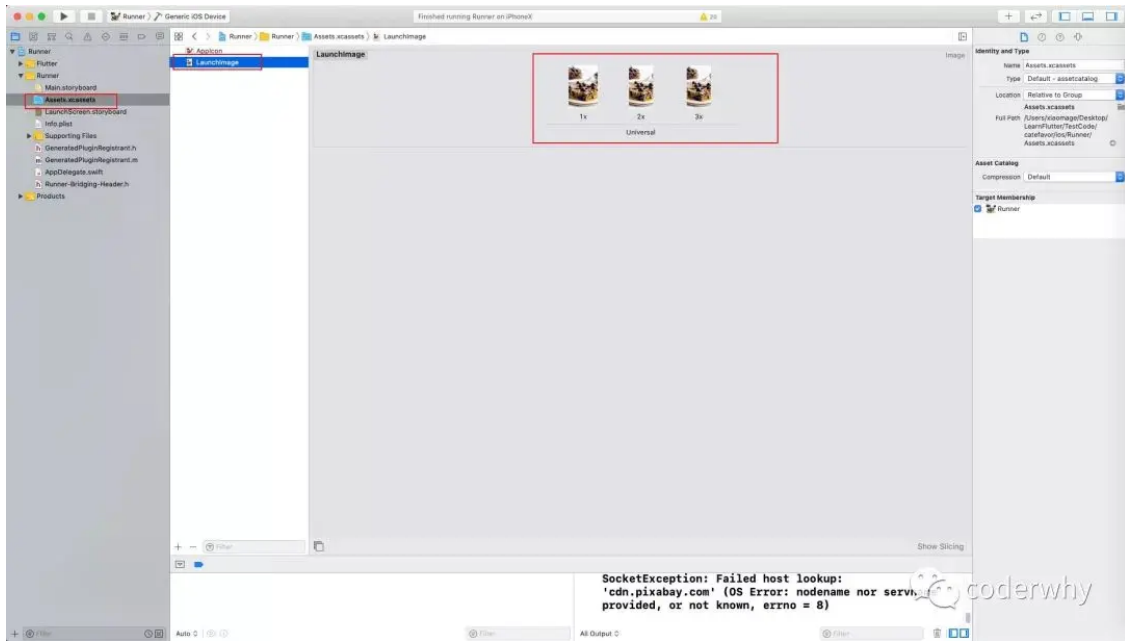 Runner 〉 Generic iOS Device
Finished running Runner on iPhoneX
20
Runner 〉 Runner 〉 Assets.xcassets 〉 LaunchImage
Runner
Flutter
Runner
Main.storyboard
Assets.xcassets
LaunchScreen.storyboard
Info.plist
Supporting Files
GeneratedPluginRegistrant.h
GeneratedPluginRegistrant.m
AppDelegate.swift
Runner-Bridging-Header.h
Products
AppIcon
LaunchImage
LaunchImage
Image
1x 2x 3x
Universal
Identity and Type
Name Assets.xcassets
Type Default - assetcatalog
Location Relative to Group
Assets.xcassets
Full Path /Users/xiaomage/Desktop/
LearnFlutter/TestCode/
catefavor/ios/Runner/
Assets.xcassets
Asset Catalog
Compression Default
Target Membership
Runner
Filter
Show Slicing
SocketException: Failed host lookup:
'cdn.pixabay.com' (OS Error: nodename nor
provided, or not known, errno = 8)
coderwhy
Filter
Auto
Filter
All Output
Filter